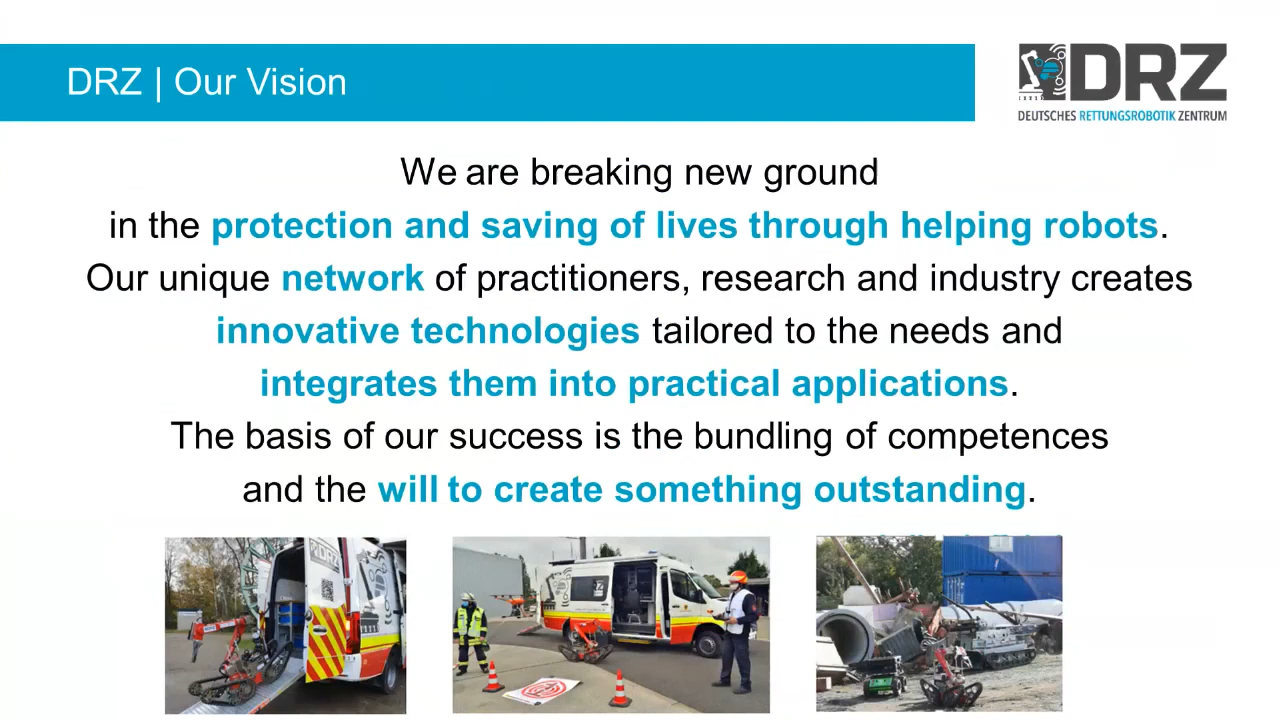 DRZ | Our Vision
DRZ
DEUTSCHES RETTUNGSROBOTIK ZENTRUM
We are breaking new ground
in the protection and saving of lives through helping robots.
Our unique network of practitioners, research and industry creates
innovative technologies tailored to the needs and
integrates them into practical applications.
The basis of our success is the bundling of competences
and the will to create something outstanding.
DRZ
DRZ